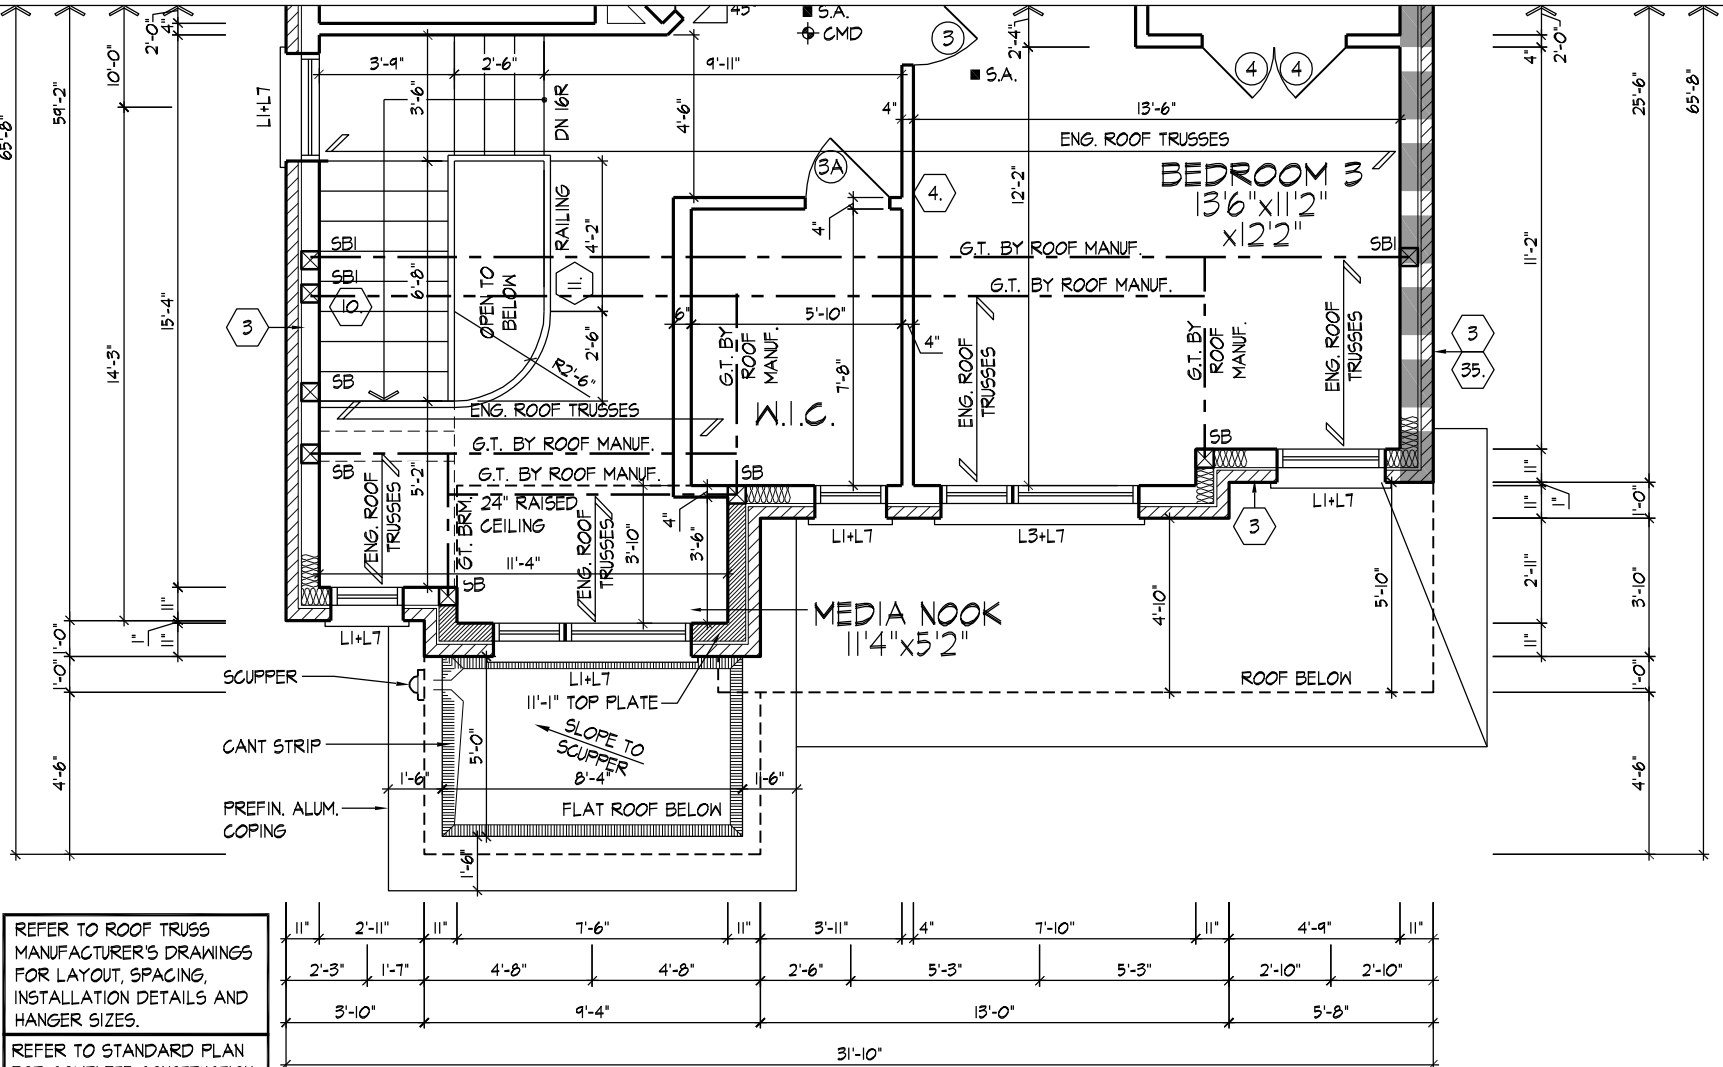 45°
S.A.
CMD
3
S.A.
2'-4"
4
4
2'-0"
4"
10'-0"
59'-2"
65'-8"
4"
2'-0"
25'-6"
65'-8"
3'-9"
2'-6"
9'-11"
L1+L7
3'-6"
DN 16R
4'-6"
4"
13'-6"
ENG. ROOF TRUSSES
3A
4.
12'-2"
BEDROOM 3
13'6"x11'2"
x12'2"
RAILING
4'-2"
4"
SB1
G.T. BY ROOF MANUF.
SB1
11'-2"
SB1
6'-8"
10.
OPEN TO
BELOW
11.
G.T. BY ROOF MANUF.
15'-4"
3
6"
5'-10"
4"
2'-6"
R2'-6"
G.T. BY
ROOF
MANUF.
7'-8"
ENG. ROOF
TRUSSES
G.T. BY
ROOF
MANUF.
ENG. ROOF
TRUSSES
3
35.
14'-3"
SB
ENG. ROOF TRUSSES
W.I.C.
G.T. BY ROOF MANUF.
SB
SB
SB
G.T. BY ROOF MANUF.
5'-2"
ENG. ROOF
TRUSSES
GT. BRM.
24" RAISED
CEILING
ENG. ROOF
TRUSSES
3'-10"
4"
3'-6"
11'-4"
SB
L1+L7
L3+L7
3
L1+L7
11"
11"
1"
1'-0"
2'-11"
3'-10"
11"
1'-0"
4'-6"
5'-10"
4'-10"
MEDIA NOOK
11'4"x5'2"
ROOF BELOW
11"
1"
11"
1'-0"
1'-0"
4'-6"
L1+L7
SCUPPER
L1+L7
11'-1" TOP PLATE
SLOPE TO
SCUPPER
CANT STRIP
5'-0"
1'-6"
8'-4"
1'-6"
PREFIN. ALUM.
COPING
FLAT ROOF BELOW
1'-6"
REFER TO ROOF TRUSS
MANUFACTURER'S DRAWINGS
FOR LAYOUT, SPACING,
INSTALLATION DETAILS AND
HANGER SIZES.
REFER TO STANDARD PLAN
11" 2'-11" 11" 7'-6" 11" 3'-11" 4" 7'-10" 11" 4'-9" 11"
2'-3" 1'-7" 4'-8" 4'-8" 2'-6" 5'-3" 5'-3" 2'-10" 2'-10"
3'-10" 9'-4" 13'-0" 5'-8"
31'-10"